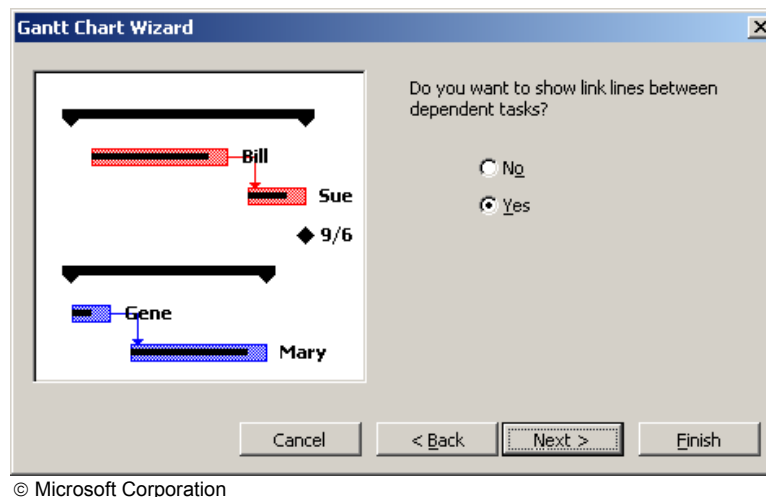 Gantt Chart Wizard
Do you want to show link lines between
dependent tasks?
No
Yes
Bill
Sue
9/6
Gene
Mary
Cancel
< Back
Next >
Finish
© Microsoft Corporation